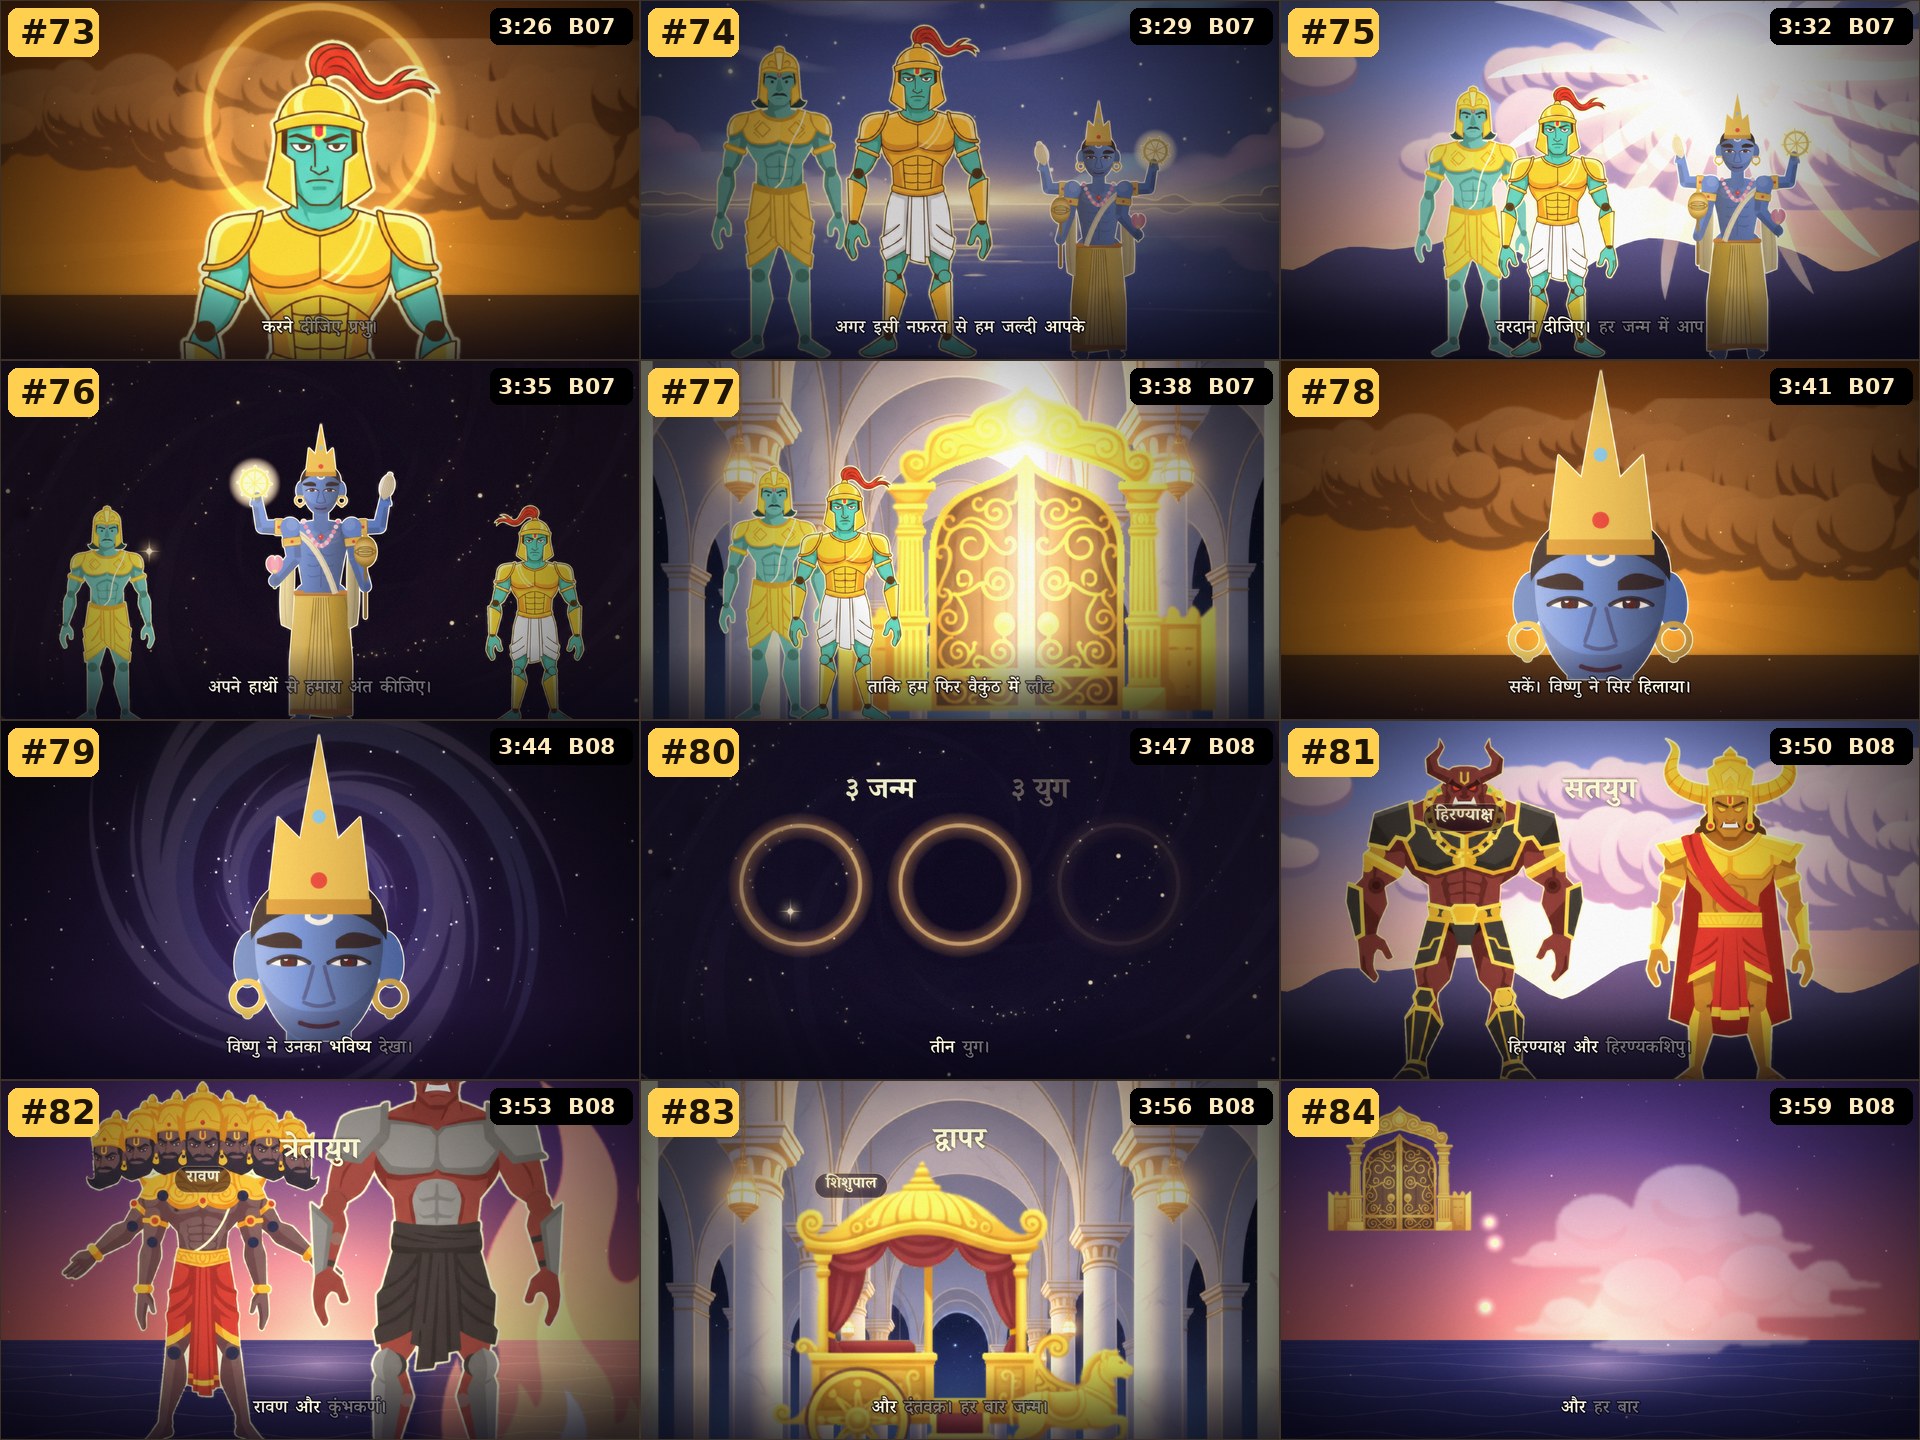 #73
3:26 B07
करने दीजिए प्रभु।
#74
3:29 B07
अगर इसी नफ़रत से हम जल्दी आपके
#75
3:32 B07
वरदान दीजिए। हर जन्म में आप
#76
3:35 B07
अपने हाथों से हमारा अंत कीजिए।
#77
3:38 B07
ताकि हम फिर वैकुंठ में लौट
#78
3:41 B07
सकें। विष्णु ने सिर हिलाया।
#79
3:44 B08
विष्णु ने उनका भविष्य देखा।
#80
3:47 B08
३ जन्म
३ युग
तीन युग।
#81
3:50 B08
सतयुग
हिरण्याक्ष
हिरण्याक्ष और हिरण्यकशिपु।
#82
3:53 B08
त्रेतायुग
रावण
रावण और कुंभकर्ण।
#83
3:56 B08
द्वापर
शिशुपाल
और दंतवक्र। हर बार जन्म।
#84
3:59 B08
और हर बार